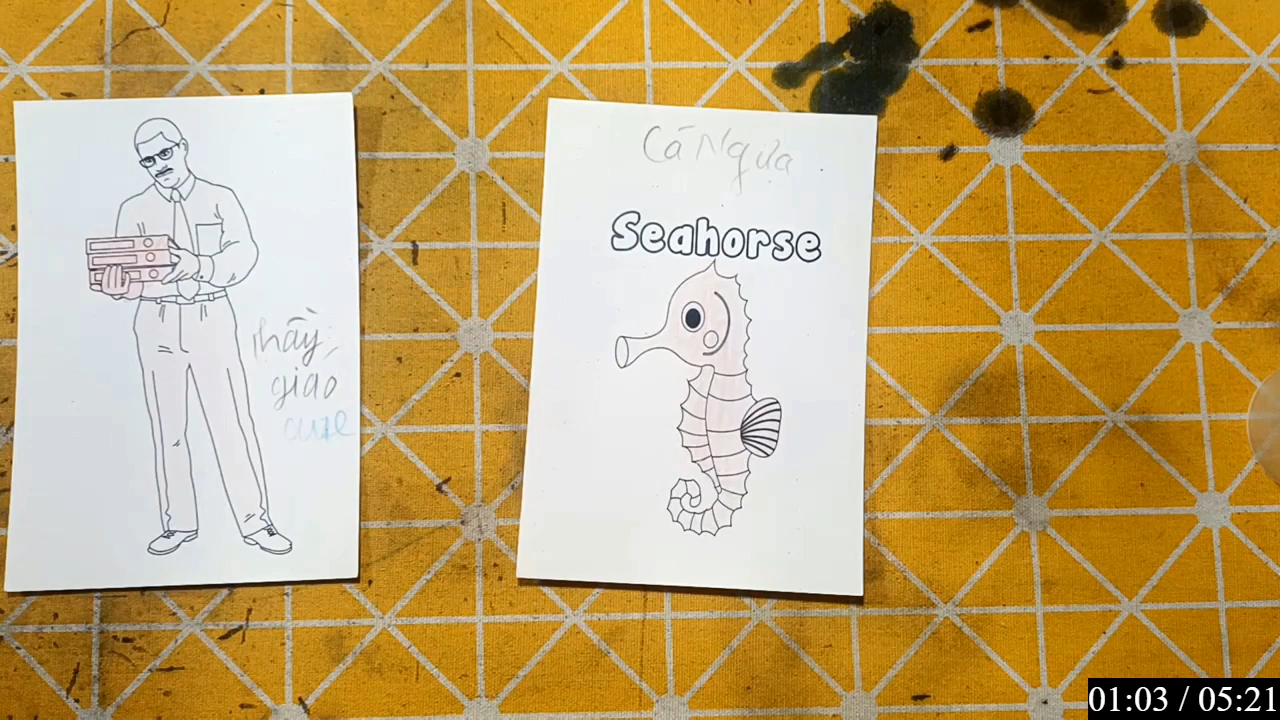 thầy
giáo
Cá Ngựa
Seahorse
01:03 / 05:21